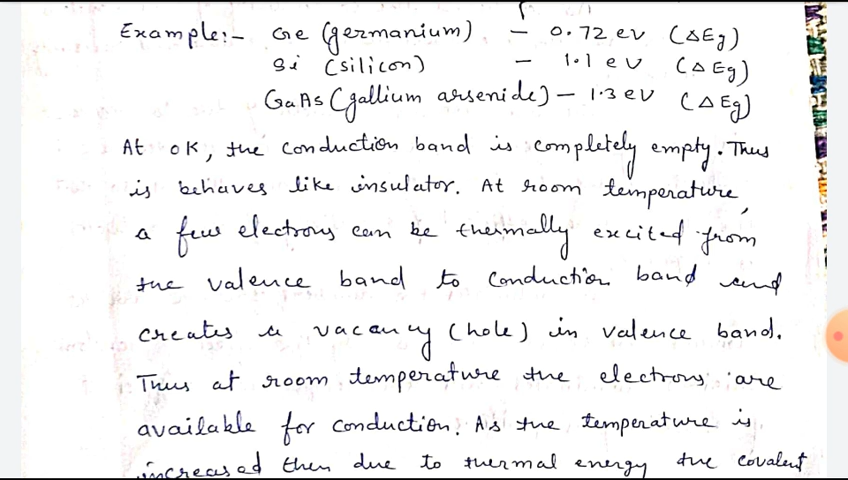 Example:- Ge (germanium) - 0.72 eV (ΔEg)
Si (silicon) - 1.1 eV (ΔEg)
GaAs (gallium arsenide) - 1.3 eV (ΔEg)
At 0K, the conduction band is completely empty. Thus
is behaves like insulator. At room temperature,
a few electrons can be thermally excited from
the valence band to conduction band and
creates a vacancy (hole) in valence band.
Thus at room temperature the electrons are
available for conduction. As the temperature is
increased then due to thermal energy the covalent